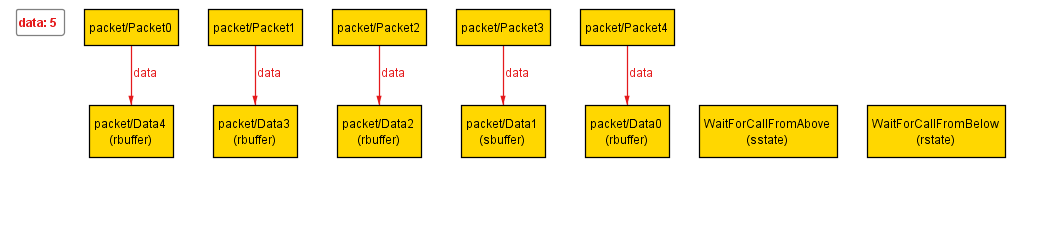 data: 5
packet/Packet0
packet/Packet1
packet/Packet2
packet/Packet3
packet/Packet4
data
data
data
data
data
packet/Data4
(rbuffer)
packet/Data3
(rbuffer)
packet/Data2
(rbuffer)
packet/Data1
(sbuffer)
packet/Data0
(rbuffer)
WaitForCallFromAbove
(sstate)
WaitForCallFromBelow
(rstate)